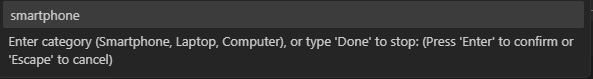 smartphone
Enter category (Smartphone, Laptop, Computer), or type 'Done' to stop: (Press 'Enter' to confirm or
'Escape' to cancel)